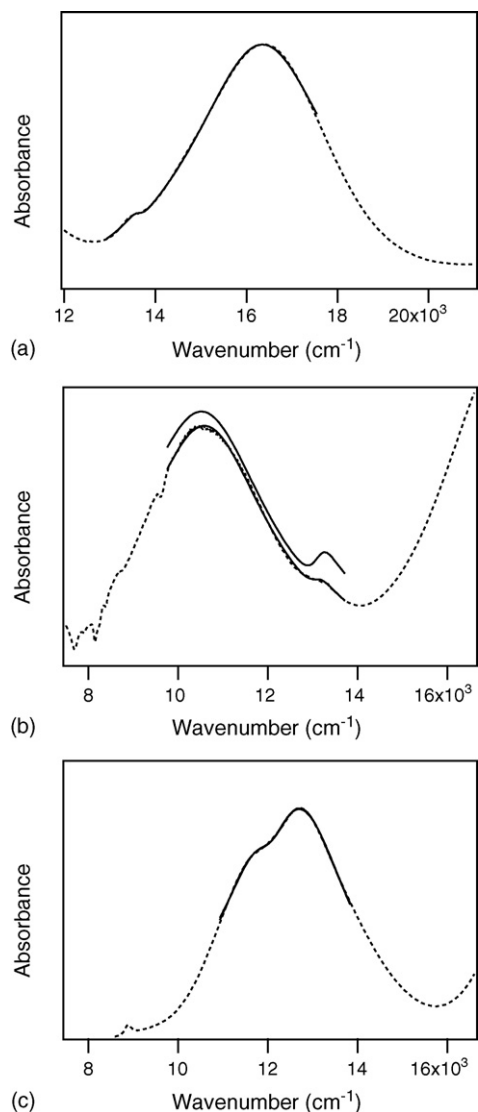 Absorbance
12 14 16 18 20x10³
(a) Wavenumber (cm⁻¹)
Absorbance
8 10 12 14 16x10³
(b) Wavenumber (cm⁻¹)
Absorbance
8 10 12 14 16x10³
(c) Wavenumber (cm⁻¹)